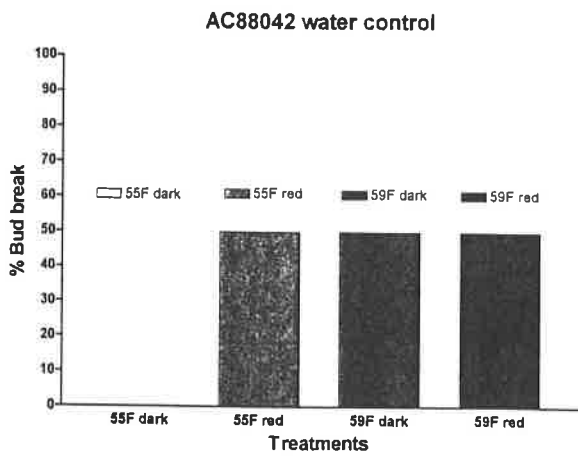 AC88042 water control
100
90
80
70
60
50
40
30
20
10
0
% Bud break
55F dark 55F red 59F dark 59F red
55F dark 55F red 59F dark 59F red
Treatments